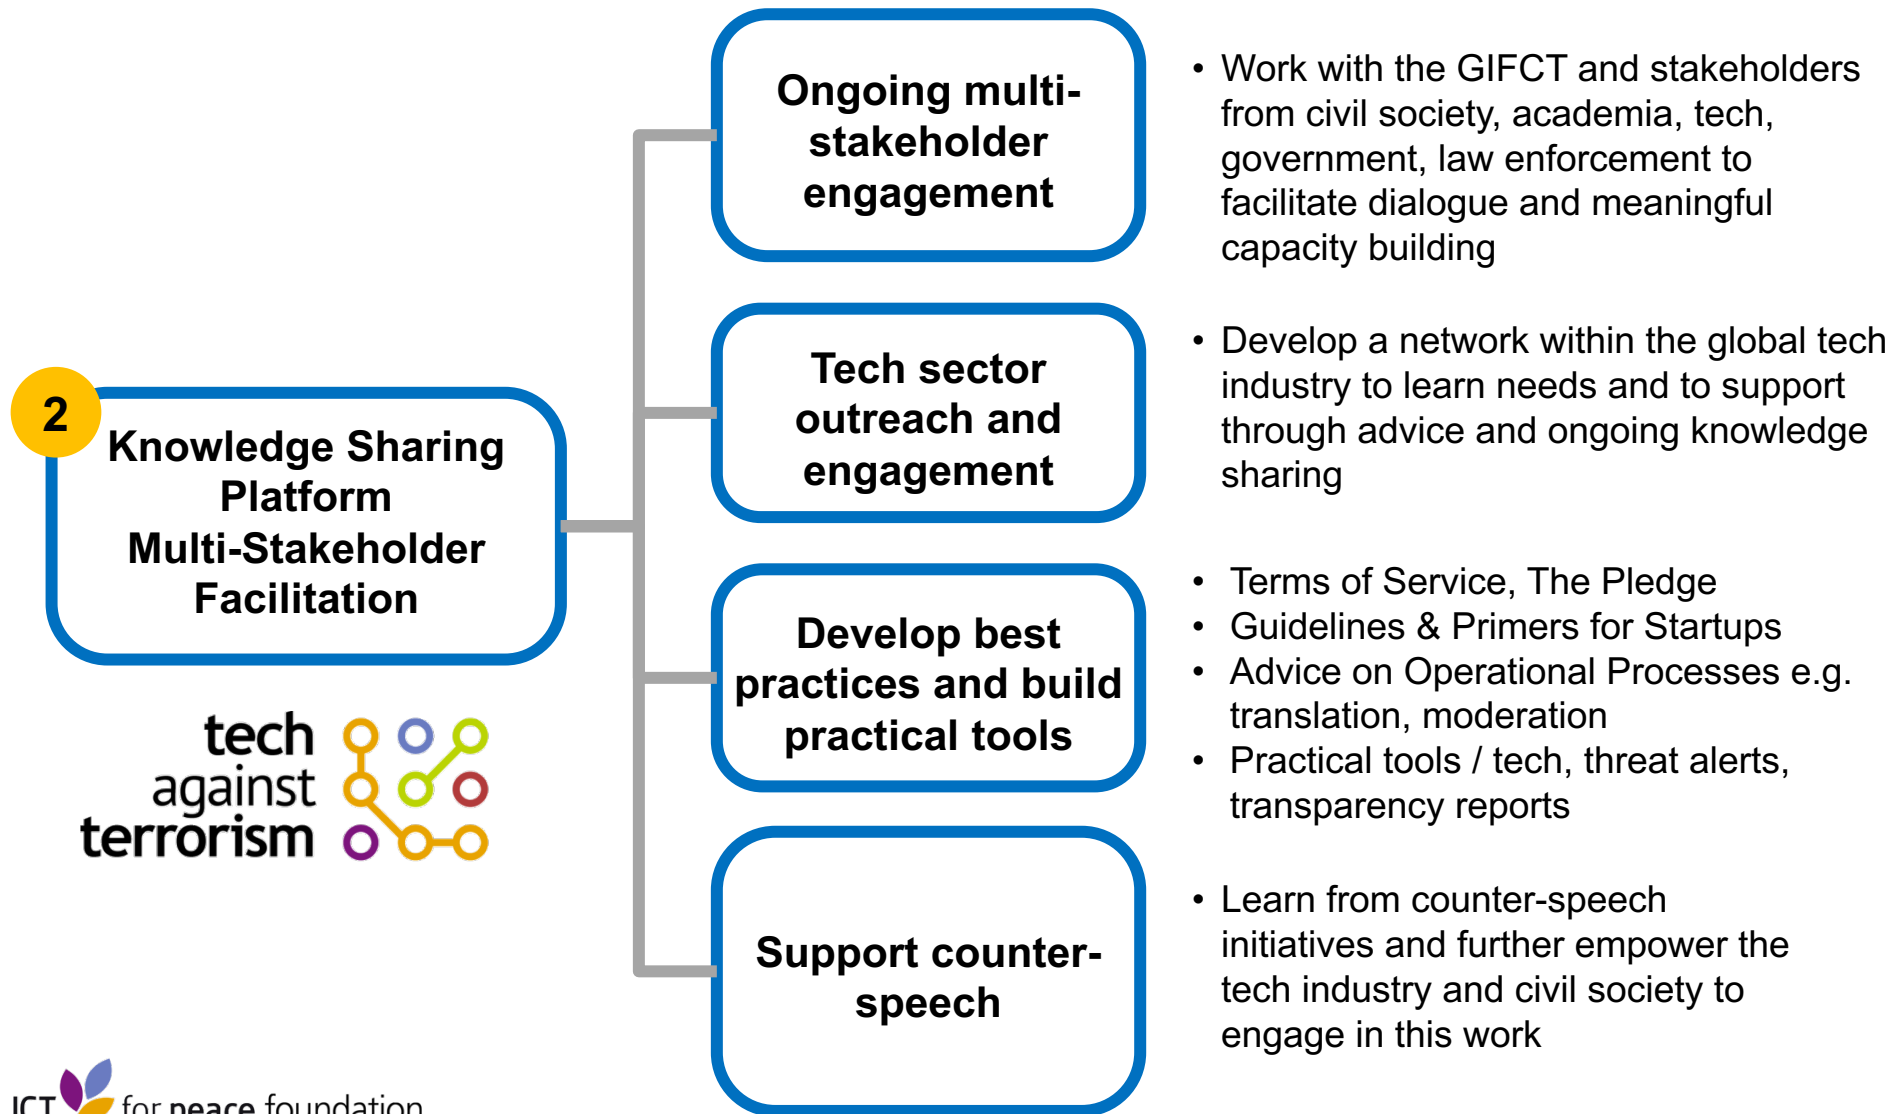 2
Knowledge Sharing
Platform
Multi-Stakeholder
Facilitation
tech
against
terrorism
ICT for peace foundation
Ongoing multi-
stakeholder
engagement
• Work with the GIFCT and stakeholders
from civil society, academia, tech,
government, law enforcement to
facilitate dialogue and meaningful
capacity building
Tech sector
outreach and
engagement
• Develop a network within the global tech
industry to learn needs and to support
through advice and ongoing knowledge
sharing
Develop best
practices and build
practical tools
• Terms of Service, The Pledge
• Guidelines & Primers for Startups
• Advice on Operational Processes e.g.
translation, moderation
• Practical tools / tech, threat alerts,
transparency reports
Support counter-
speech
• Learn from counter-speech
initiatives and further empower the
tech industry and civil society to
engage in this work